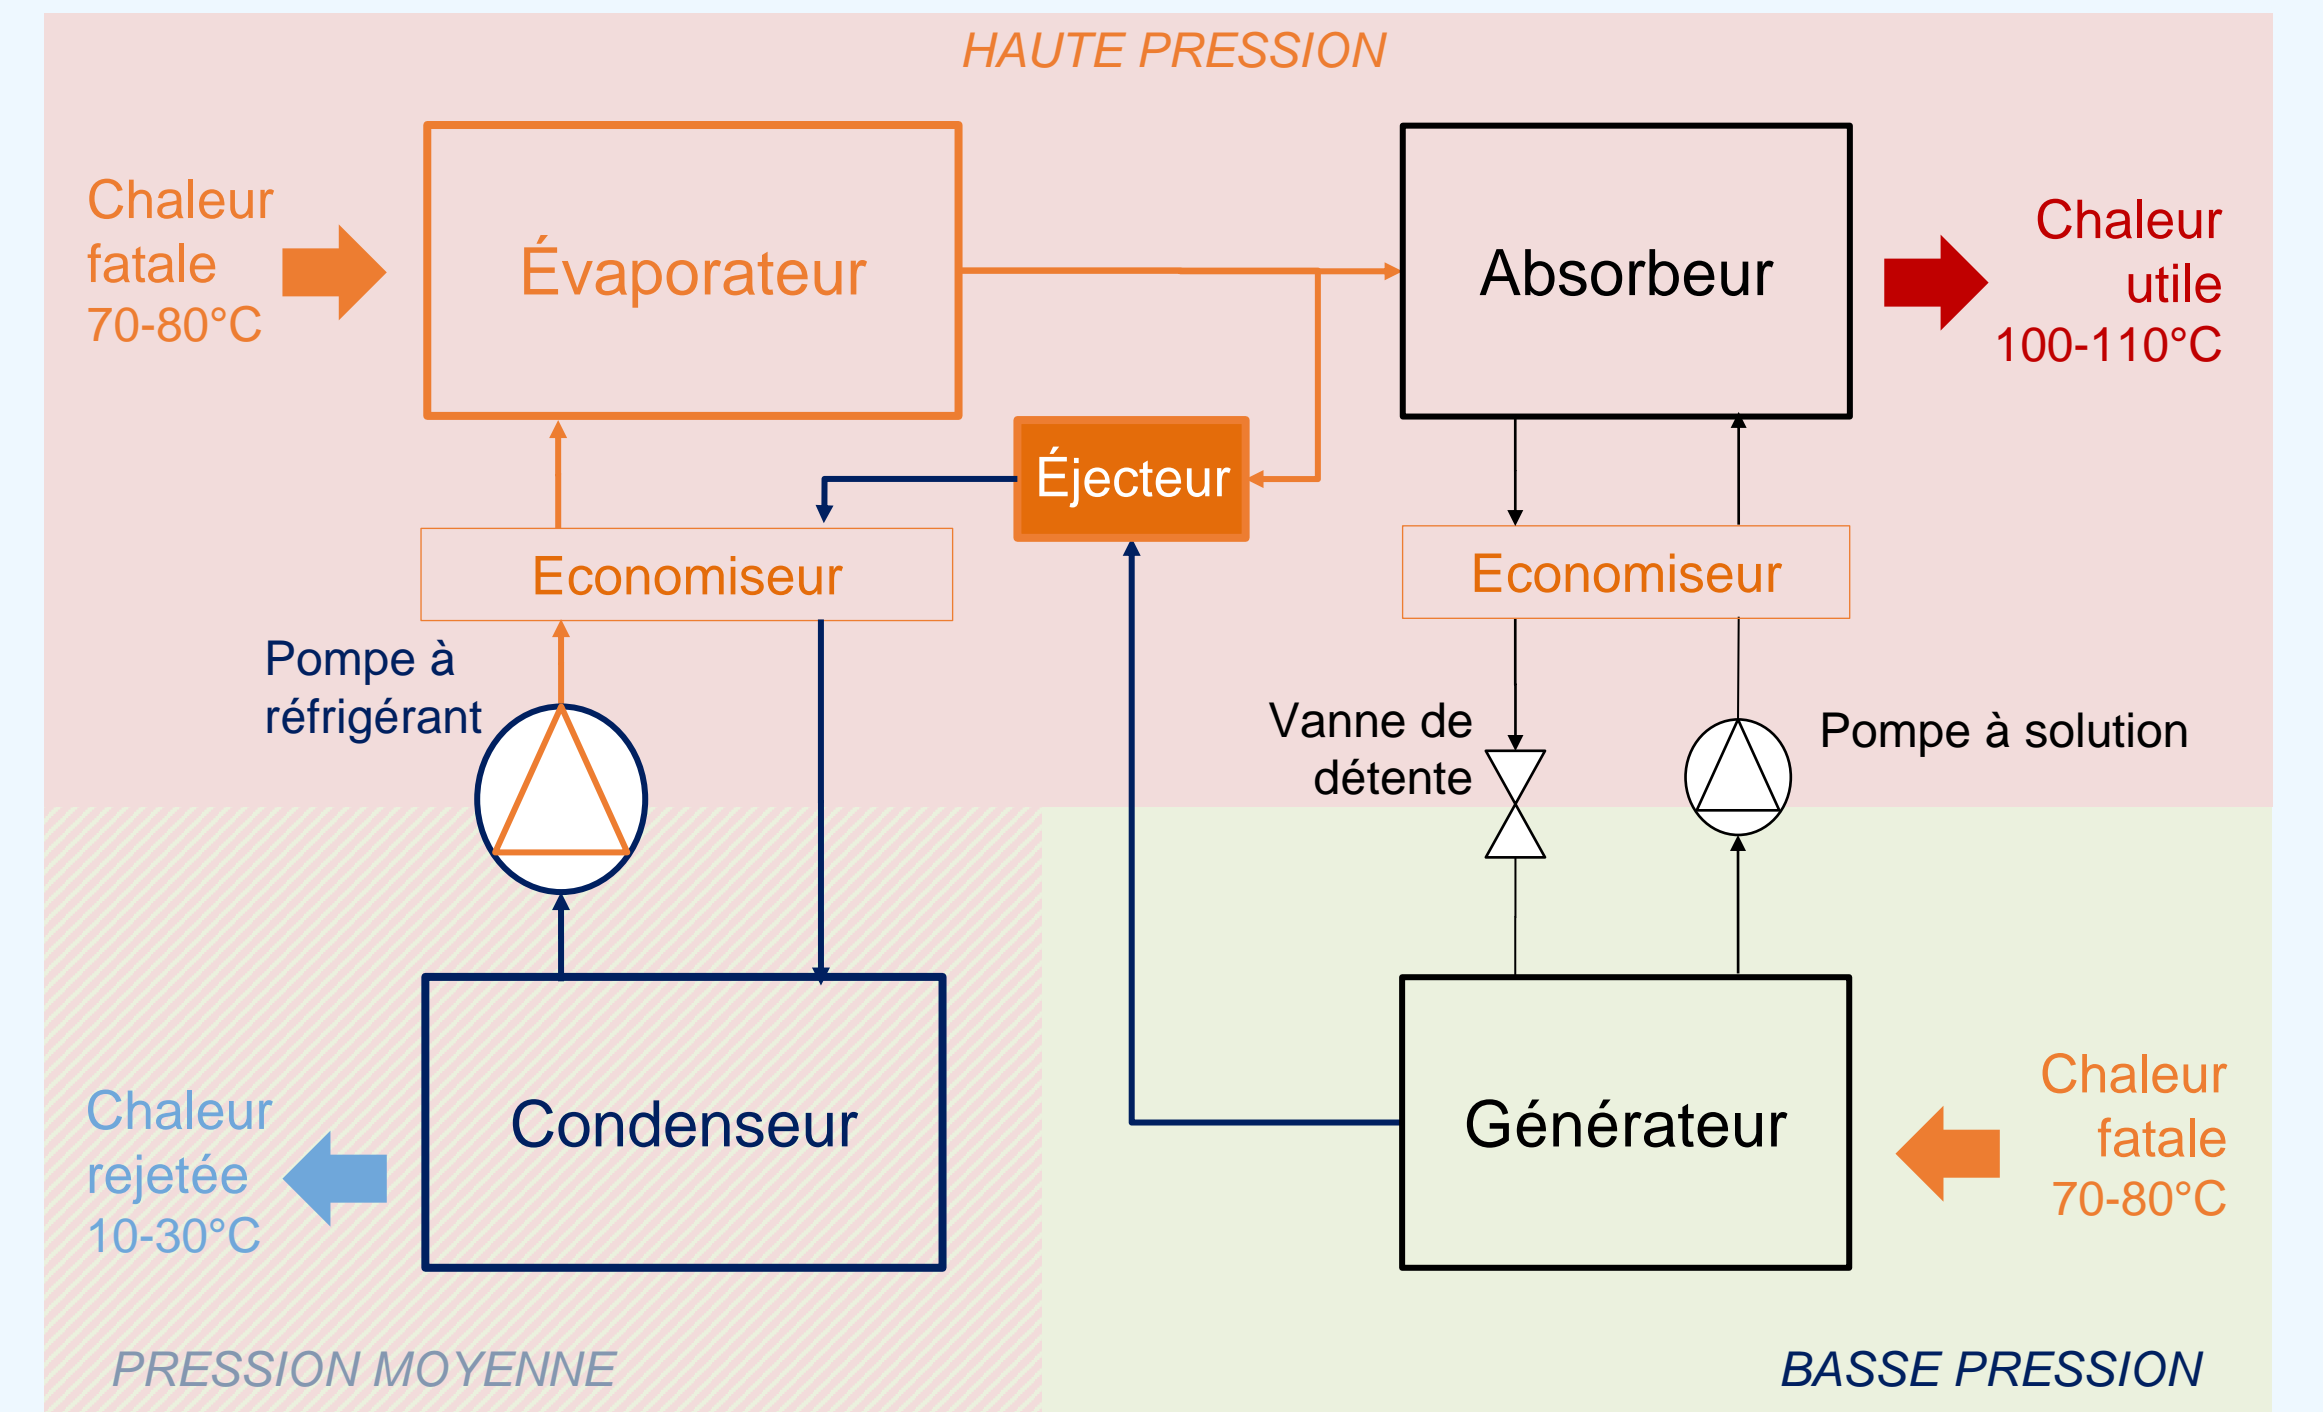 HAUTE PRESSION
Chaleur
fatale
70-80°C
Évaporateur
Absorbeur
Chaleur
utile
100-110°C
Éjecteur
Economiseur
Economiseur
Pompe à
réfrigérant
Vanne de
détente
Pompe à solution
Chaleur
rejetée
10-30°C
Condenseur
Générateur
Chaleur
fatale
70-80°C
PRESSION MOYENNE
BASSE PRESSION